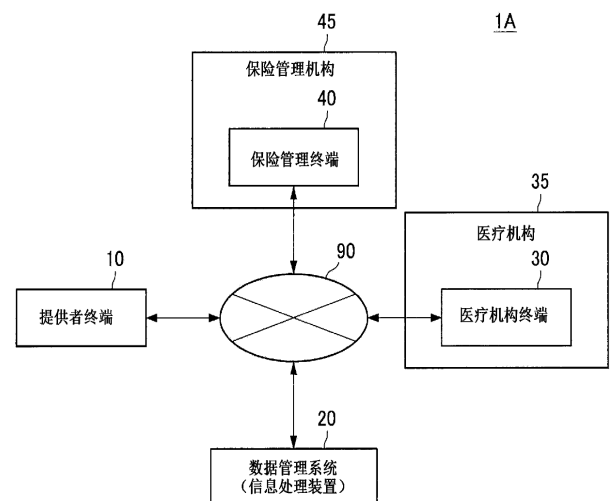 1A
45
保险管理机构
40
保险管理终端
35
医疗机构
30
医疗机构终端
90
10
提供者终端
20
数据管理系统
（信息处理装置）